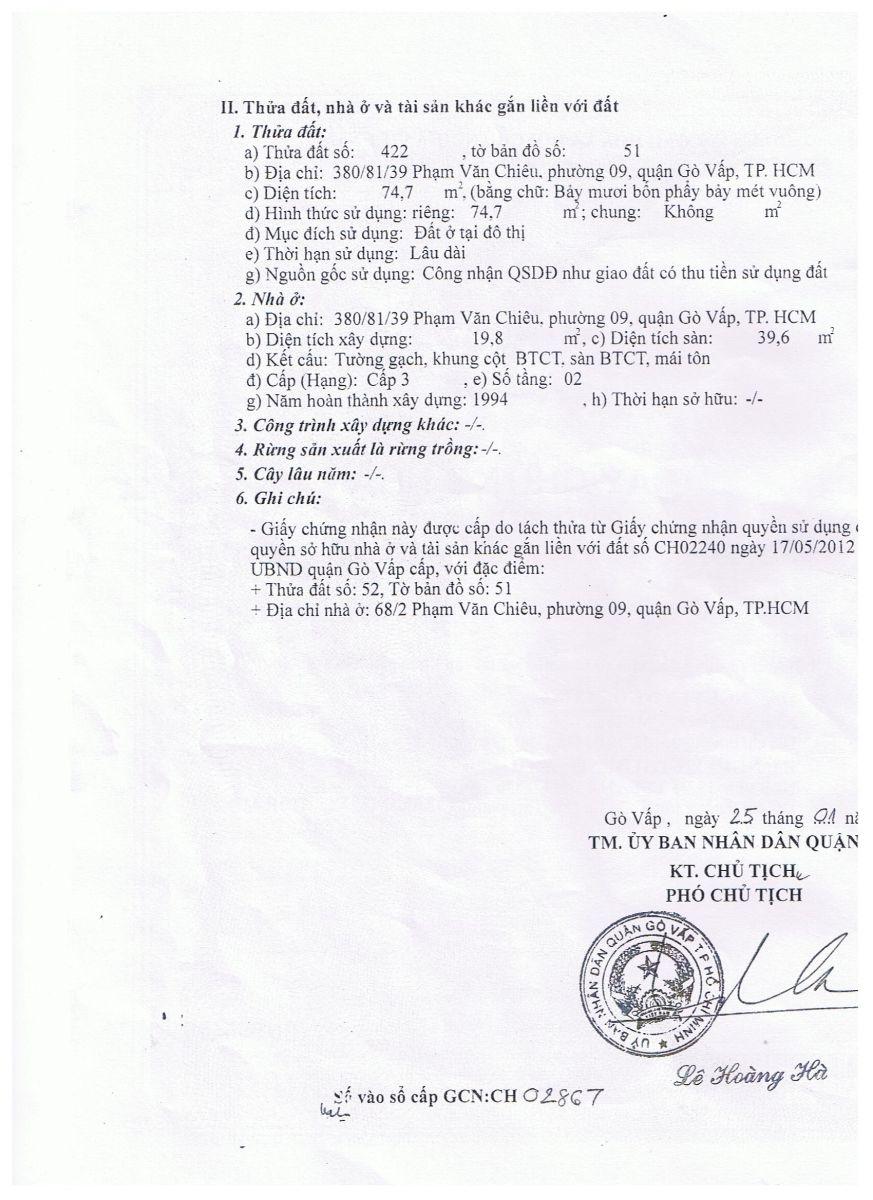 II. Thửa đất, nhà ở và tài sản khác gắn liền với đất
1. Thửa đất:
a) Thửa đất số: 422 , tờ bản đồ số: 51
b) Địa chỉ: 380/81/39 Phạm Văn Chiêu, phường 09, quận Gò Vấp, TP. HCM
c) Diện tích: 74,7 m², (bằng chữ: Bảy mươi bốn phẩy bảy mét vuông)
d) Hình thức sử dụng: riêng: 74,7 m²; chung: Không m²
đ) Mục đích sử dụng: Đất ở tại đô thị
e) Thời hạn sử dụng: Lâu dài
g) Nguồn gốc sử dụng: Công nhận QSDĐ như giao đất có thu tiền sử dụng đất
2. Nhà ở:
a) Địa chỉ: 380/81/39 Phạm Văn Chiêu, phường 09, quận Gò Vấp, TP. HCM
b) Diện tích xây dựng: 19,8 m², c) Diện tích sàn: 39,6 m²
d) Kết cấu: Tường gạch, khung cột BTCT, sàn BTCT, mái tôn
đ) Cấp (Hạng): Cấp 3 , e) Số tầng: 02
g) Năm hoàn thành xây dựng: 1994 , h) Thời hạn sở hữu: -/-
3. Công trình xây dựng khác: -/-.
4. Rừng sản xuất là rừng trồng: -/-.
5. Cây lâu năm: -/-.
6. Ghi chú:
- Giấy chứng nhận này được cấp do tách thửa từ Giấy chứng nhận quyền sử dụng
quyền sở hữu nhà ở và tài sản khác gắn liền với đất số CH02240 ngày 17/05/2012
UBND quận Gò Vấp cấp, với đặc điểm:
+ Thửa đất số: 52, Tờ bản đồ số: 51
+ Địa chỉ nhà ở: 68/2 Phạm Văn Chiêu, phường 09, quận Gò Vấp, TP.HCM
Gò Vấp , ngày 25 tháng 01 nă
TM. ỦY BAN NHÂN DÂN QUẬN
KT. CHỦ TỊCH
PHÓ CHỦ TỊCH
ỦY BAN NHÂN DÂN QUẬN GÒ VẤP T.P HỒ CHÍ MINH ★
Lê Hoàng Hà
Số vào sổ cấp GCN:CH 02867